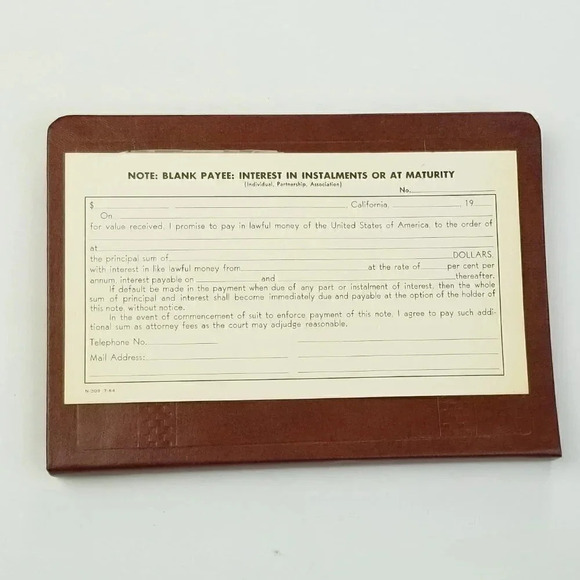 NOTE: BLANK PAYEE: INTEREST IN INSTALMENTS OR AT MATURITY
(Individual, Partnership, Association)
No.
$ California, 19
On
for value received, I promise to pay in lawful money of the United States of America, to the order of
at
the principal sum of DOLLARS,
with interest in like lawful money from at the rate of per cent per
annum, interest payable on and thereafter.
If default be made in the payment when due of any part or instalment of interest, then the whole
sum of principal and interest shall become immediately due and payable at the option of the holder of
this note, without notice.
In the event of commencement of suit to enforce payment of this note, I agree to pay such addi-
tional sum as attorney fees as the court may adjudge reasonable.
Telephone No.
Mail Address: